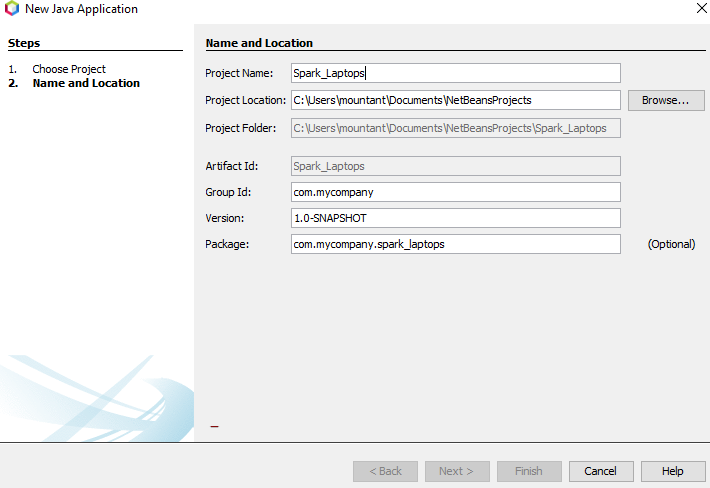 New Java Application
Steps
1. Choose Project
2. Name and Location
Name and Location
Project Name: Spark_Laptops
Project Location: C:\Users\mountant\Documents\NetBeansProjects Browse...
Project Folder: C:\Users\mountant\Documents\NetBeansProjects\Spark_Laptops
Artifact Id: Spark_Laptops
Group Id: com.mycompany
Version: 1.0-SNAPSHOT
Package: com.mycompany.spark_laptops (Optional)
< Back Next > Finish Cancel Help